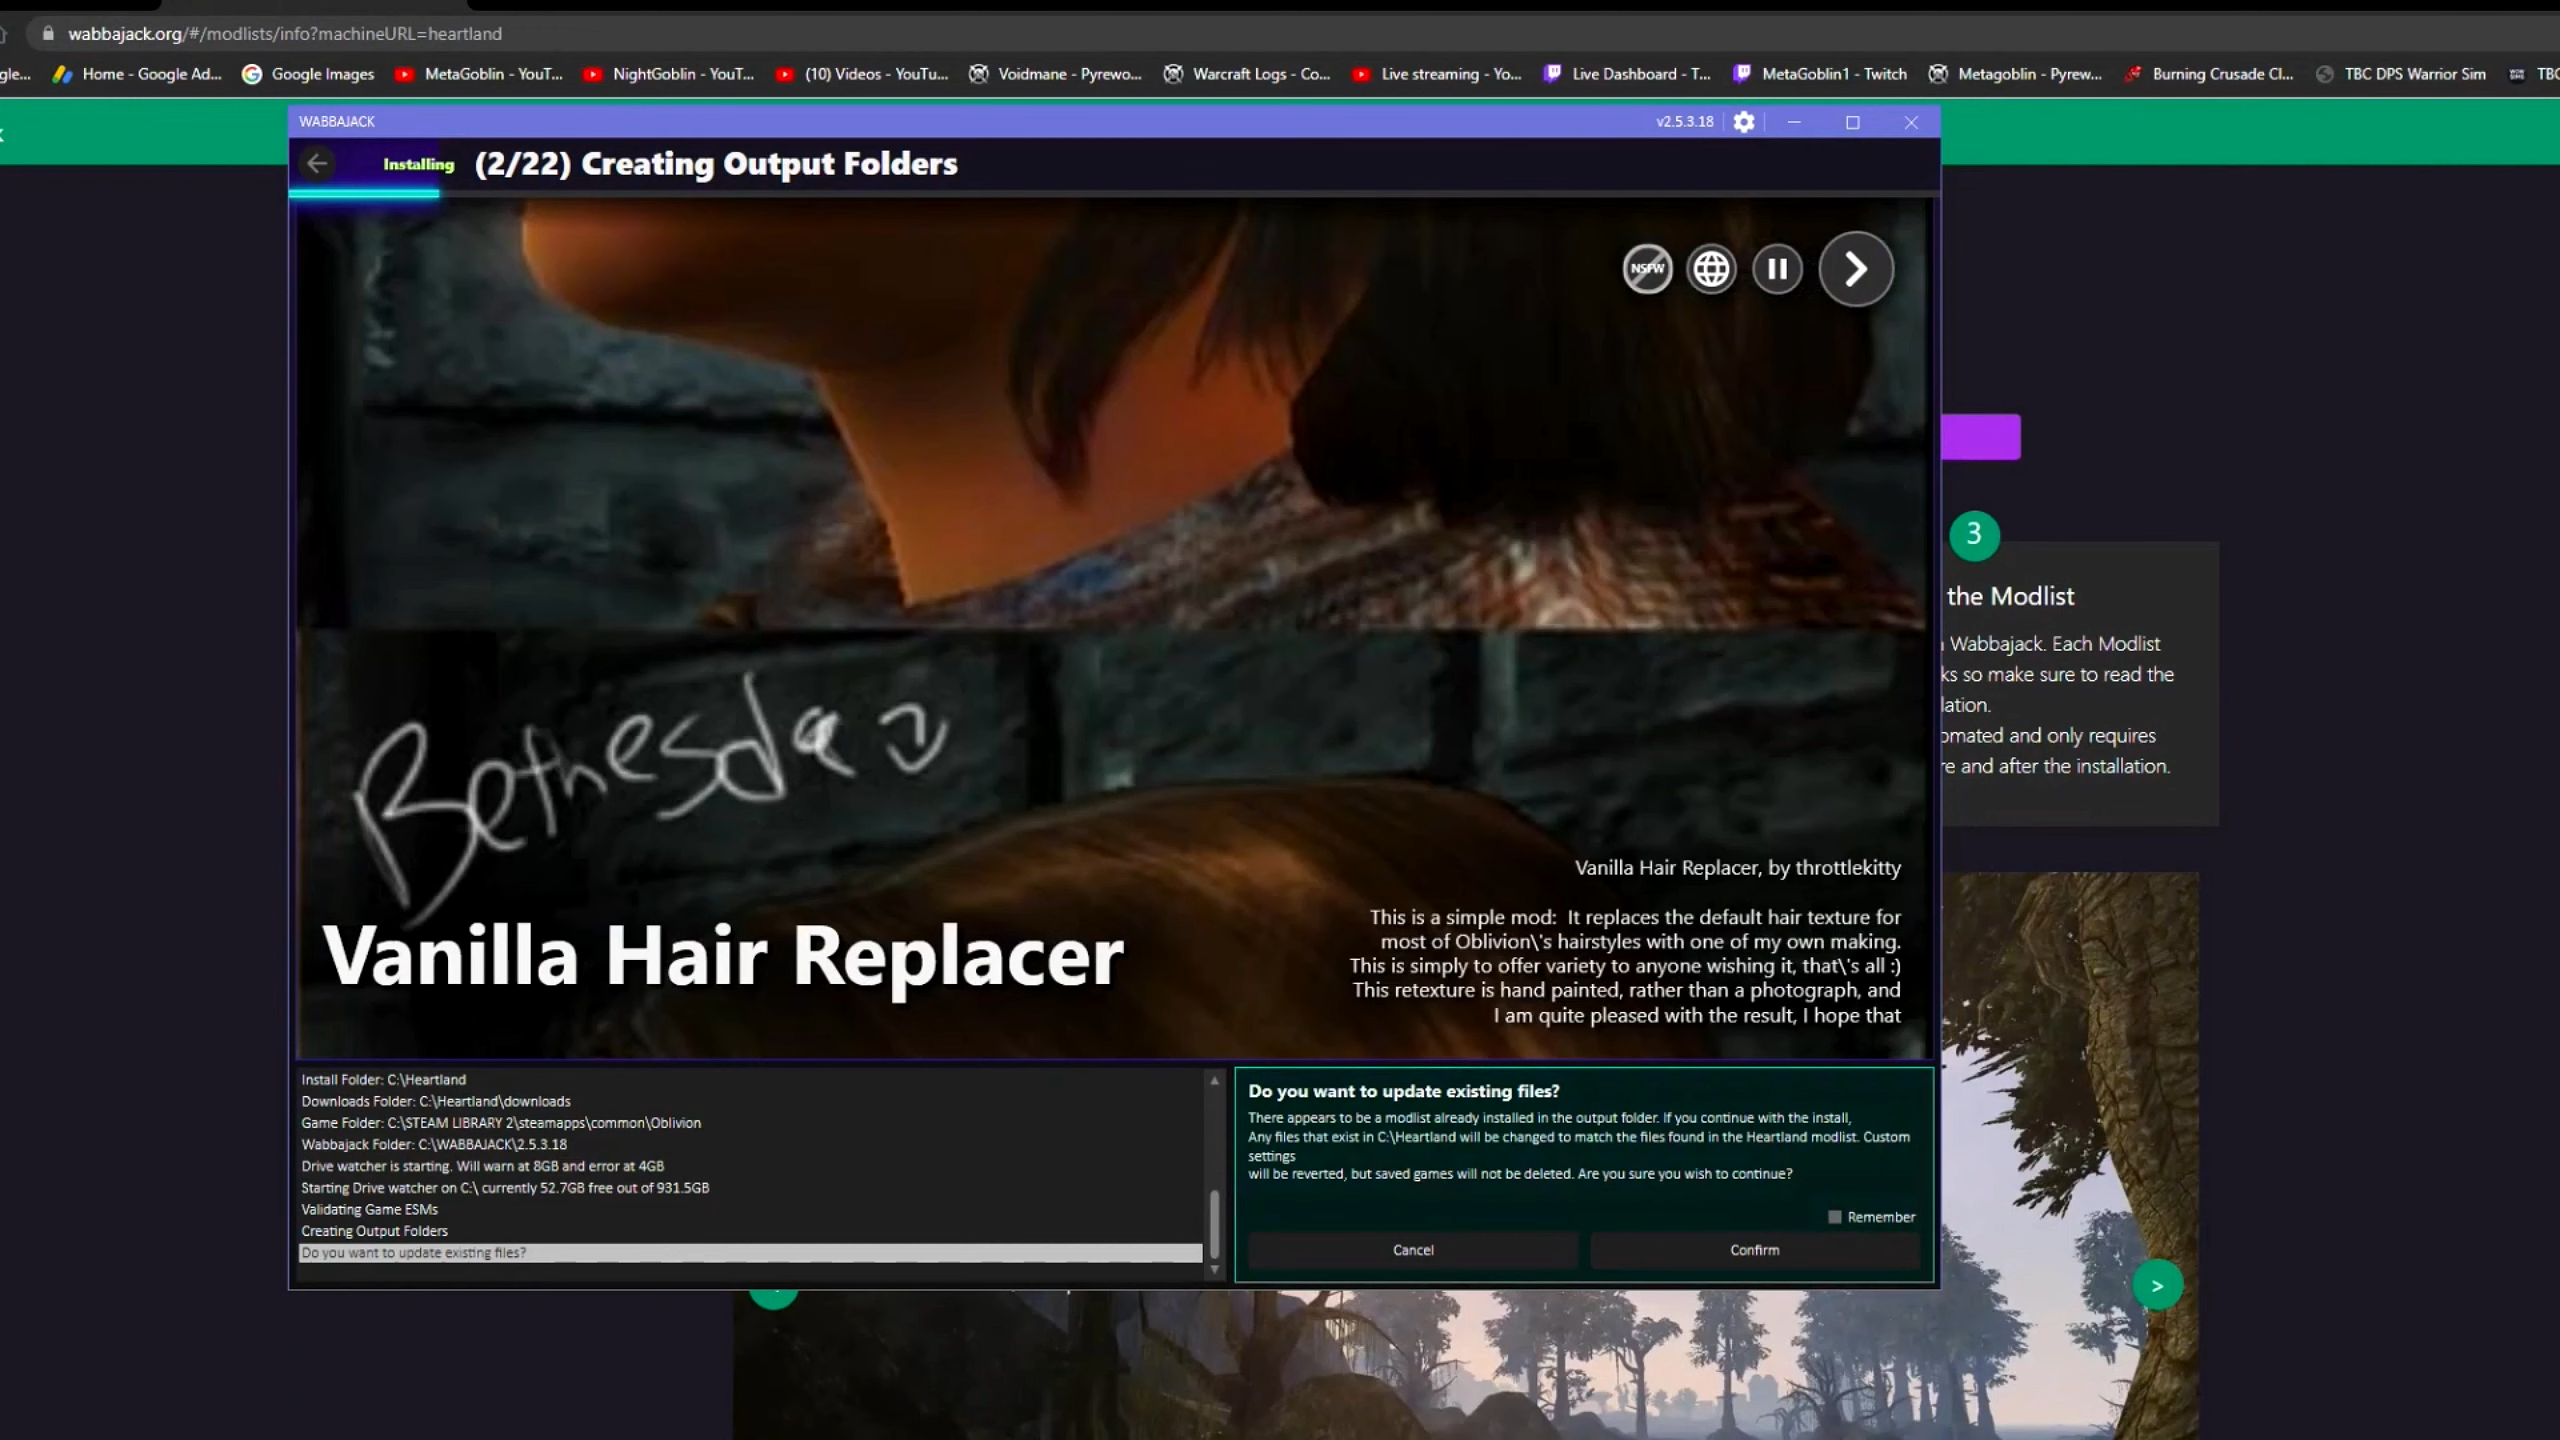 wabbajack.org/#/modlists/info?machineURL=heartland
gle... Home - Google Ad... Google Images MetaGoblin - YouT... NightGoblin - YouT... (10) Videos - YouTu... Voidmane - Pyrewo... Warcraft Logs - Co... Live streaming - Yo... Live Dashboard - T... MetaGoblin1 - Twitch Metagoblin - Pyrew... Burning Crusade Cl... TBC DPS Warrior Sim TBC
WABBAJACK v2.5.3.18
Installing (2/22) Creating Output Folders
NSFW
3
the Modlist
Wabbajack. Each Modlist
ks so make sure to read the
lation.
omated and only requires
re and after the installation.
Bethesda
Vanilla Hair Replacer
Vanilla Hair Replacer, by throttlekitty
This is a simple mod: It replaces the default hair texture for
most of Oblivion\'s hairstyles with one of my own making.
This is simply to offer variety to anyone wishing it, that\'s all :)
This retexture is hand painted, rather than a photograph, and
I am quite pleased with the result, I hope that
Install Folder: C:\Heartland
Downloads Folder: C:\Heartland\downloads
Game Folder: C:\STEAM LIBRARY 2\steamapps\common\Oblivion
Wabbajack Folder: C:\WABBAJACK\2.5.3.18
Drive watcher is starting. Will warn at 8GB and error at 4GB
Starting Drive watcher on C:\ currently 52.7GB free out of 931.5GB
Validating Game ESMs
Creating Output Folders
Do you want to update existing files?
Do you want to update existing files?
There appears to be a modlist already installed in the output folder. If you continue with the install,
Any files that exist in C:\Heartland will be changed to match the files found in the Heartland modlist. Custom
settings
will be reverted, but saved games will not be deleted. Are you sure you wish to continue?
Remember
Cancel Confirm
>